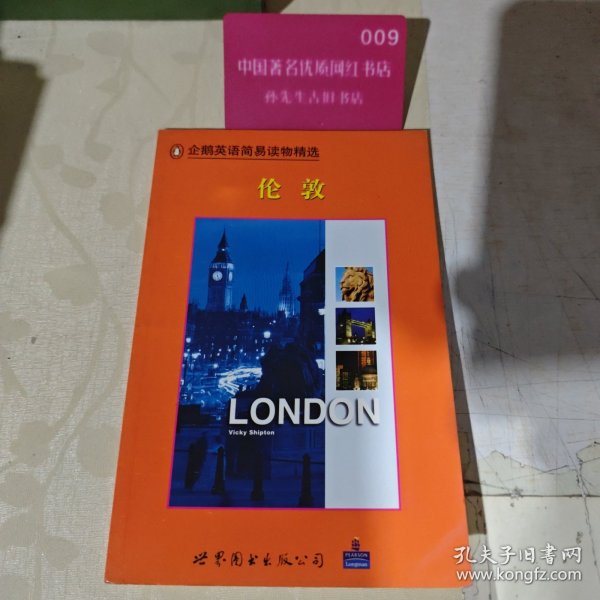 009
中国著名优质网红书店
孙先生古旧书店
企鹅英语简易读物精选
伦敦
LONDON
Vicky Shipton
世界图书出版公司
PEARSON
Longman
孔夫子旧书网
www.kongfz.com